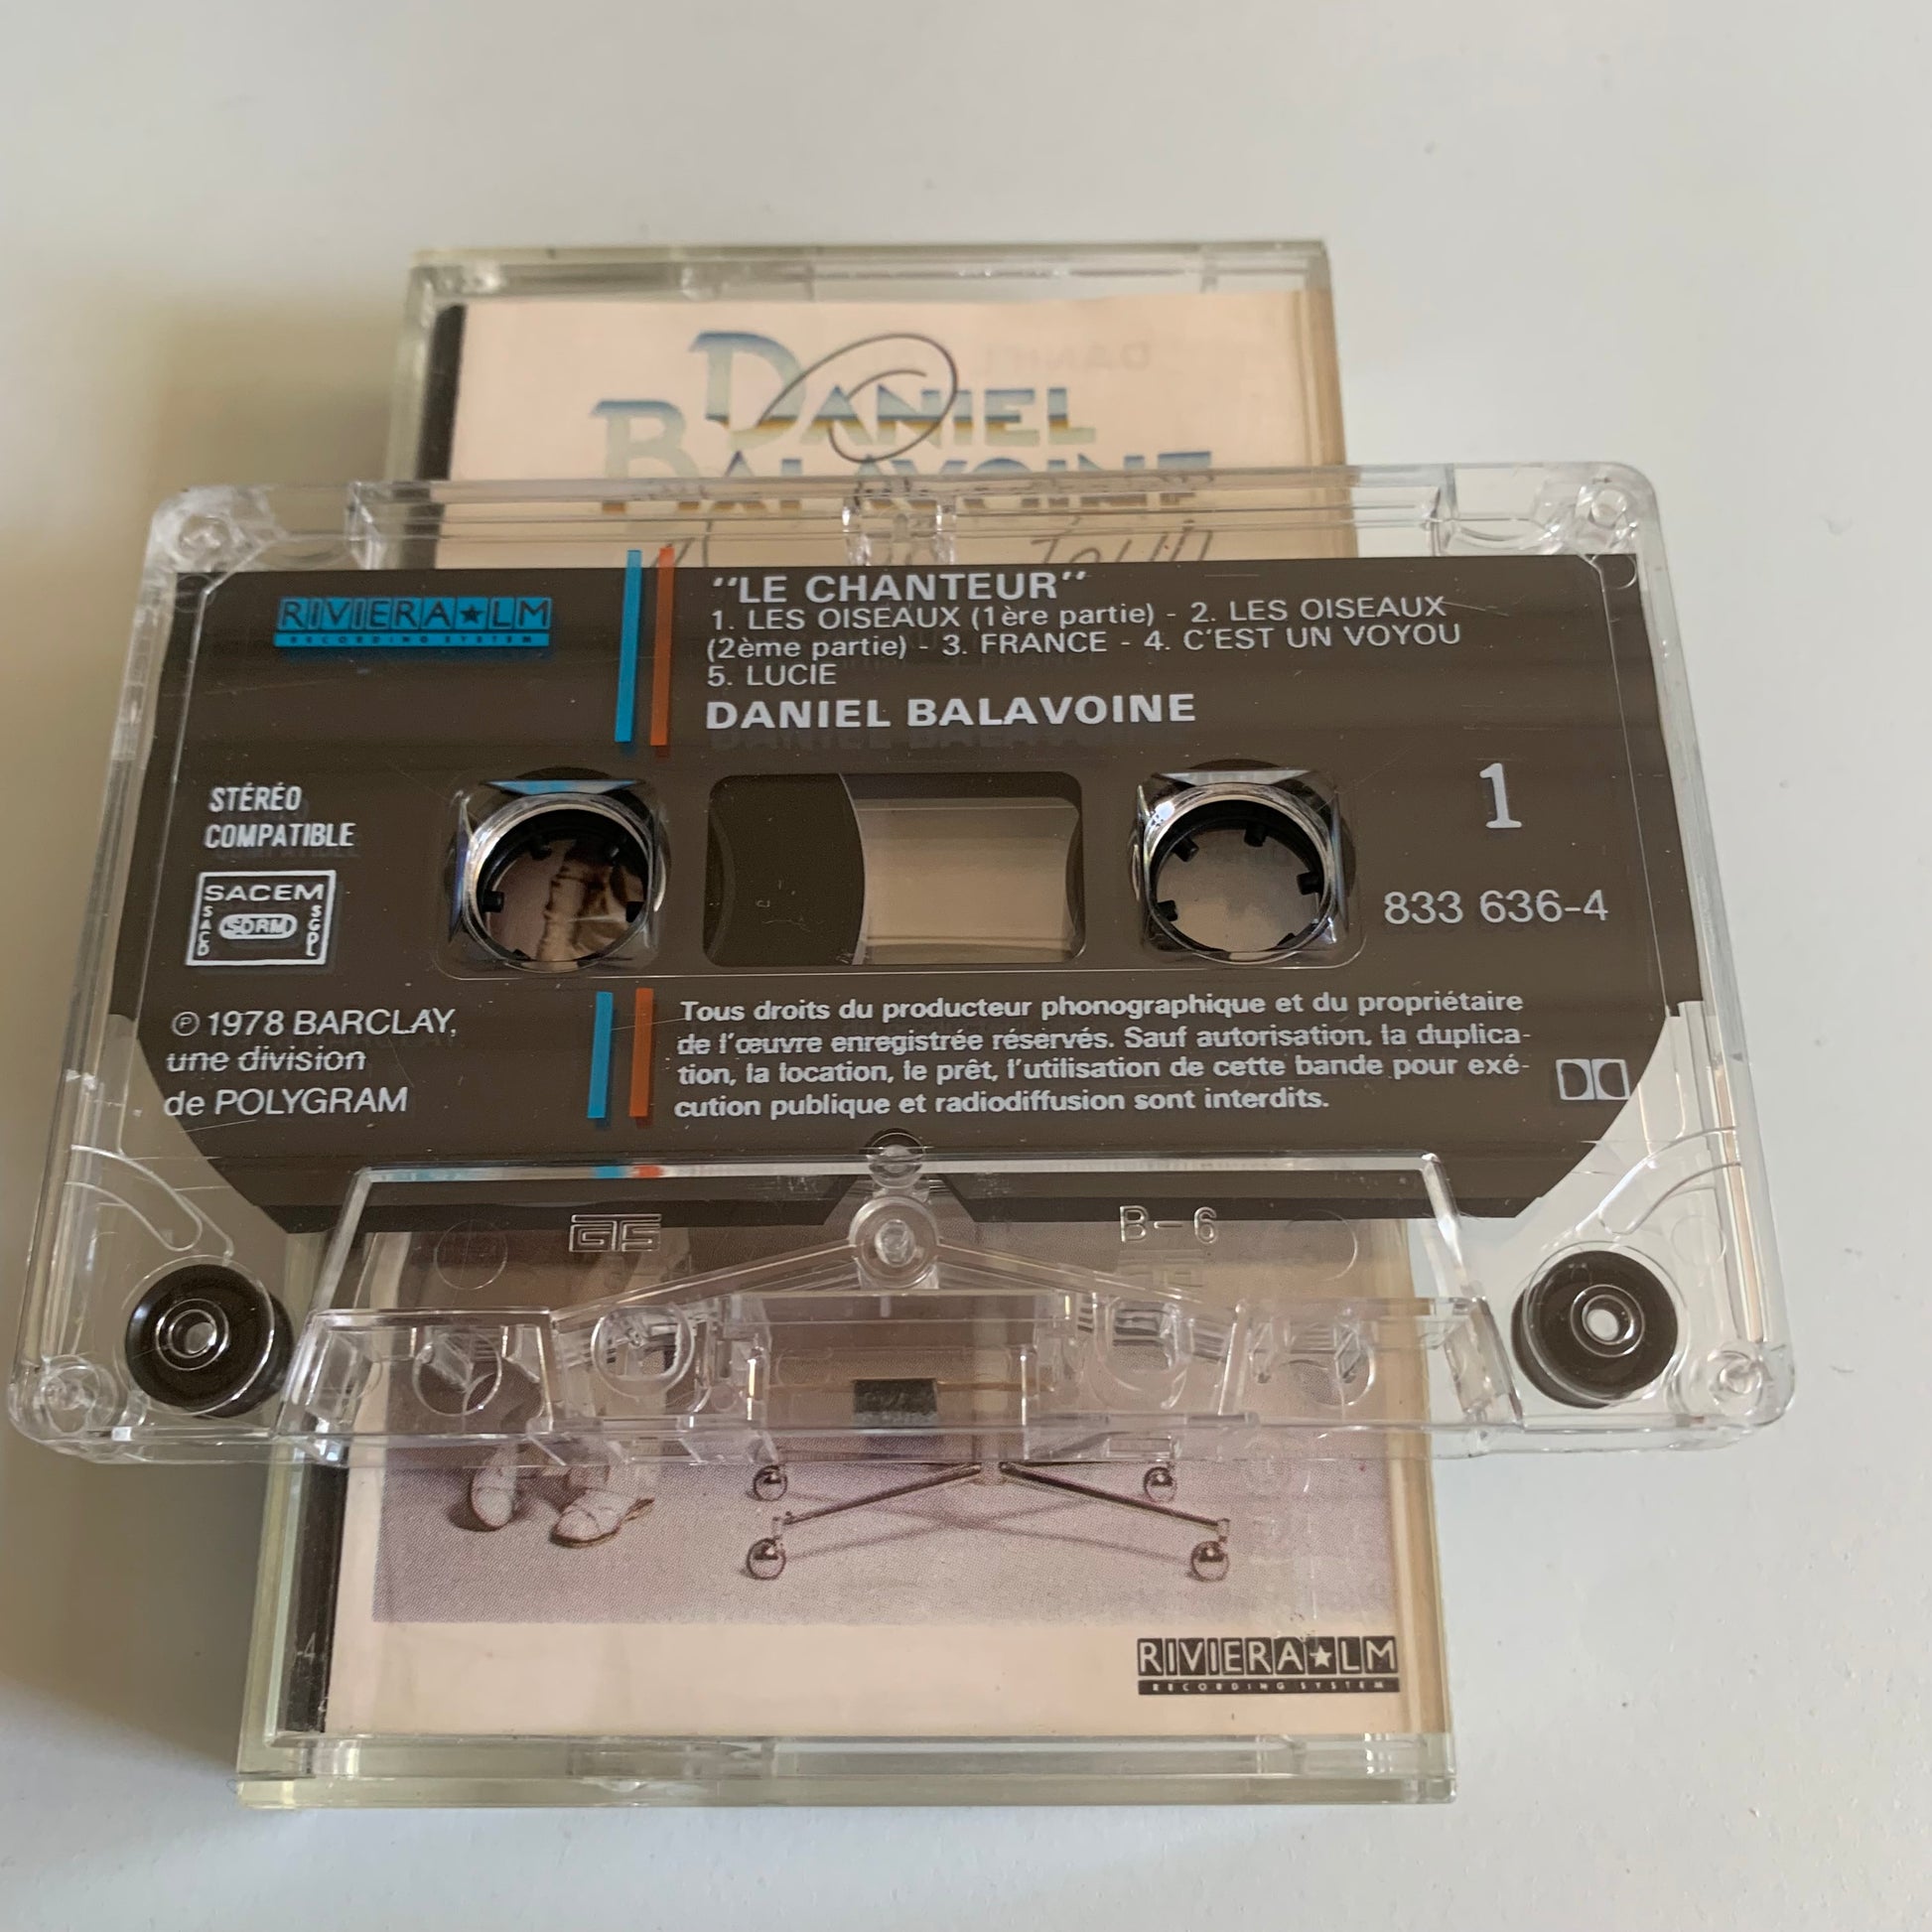 DANIEL
BALAVOINE
RIVIERA★LM
RECORDING SYSTEM
"LE CHANTEUR"
1. LES OISEAUX (1ère partie) - 2. LES OISEAUX
(2ème partie) - 3. FRANCE - 4. C'EST UN VOYOU
5. LUCIE
DANIEL BALAVOINE
STÉRÉO
COMPATIBLE
SACEM
SACD
SDRM
SGDL
1
833 636-4
℗ 1978 BARCLAY,
une division
de POLYGRAM
Tous droits du producteur phonographique et du propriétaire
de l'œuvre enregistrée réservés. Sauf autorisation, la duplica-
tion, la location, le prêt, l'utilisation de cette bande pour exé-
cution publique et radiodiffusion sont interdits.
B-6
RIVIERA★LM
RECORDING SYSTEM